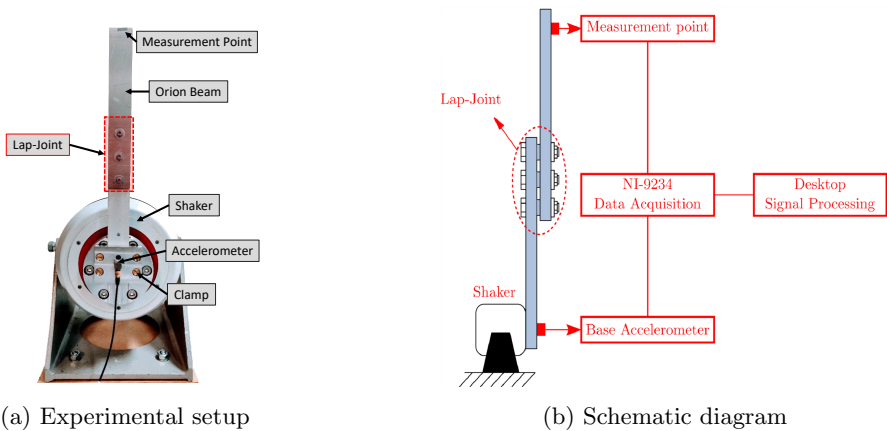 Measurement Point
Orion Beam
Lap-Joint
Shaker
Accelerometer
Clamp
(a) Experimental setup
Measurement point
Lap-Joint
NI-9234
Data Acquisition
Desktop
Signal Processing
Shaker
Base Accelerometer
(b) Schematic diagram